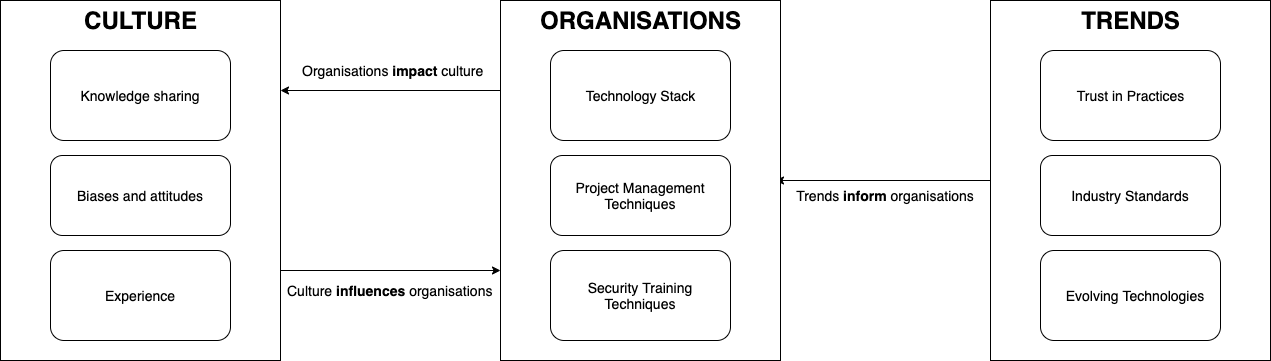 CULTURE
Knowledge sharing
Biases and attitudes
Experience
Organisations impact culture
Culture influences organisations
ORGANISATIONS
Technology Stack
Project Management
Techniques
Security Training
Techniques
Trends inform organisations
TRENDS
Trust in Practices
Industry Standards
Evolving Technologies